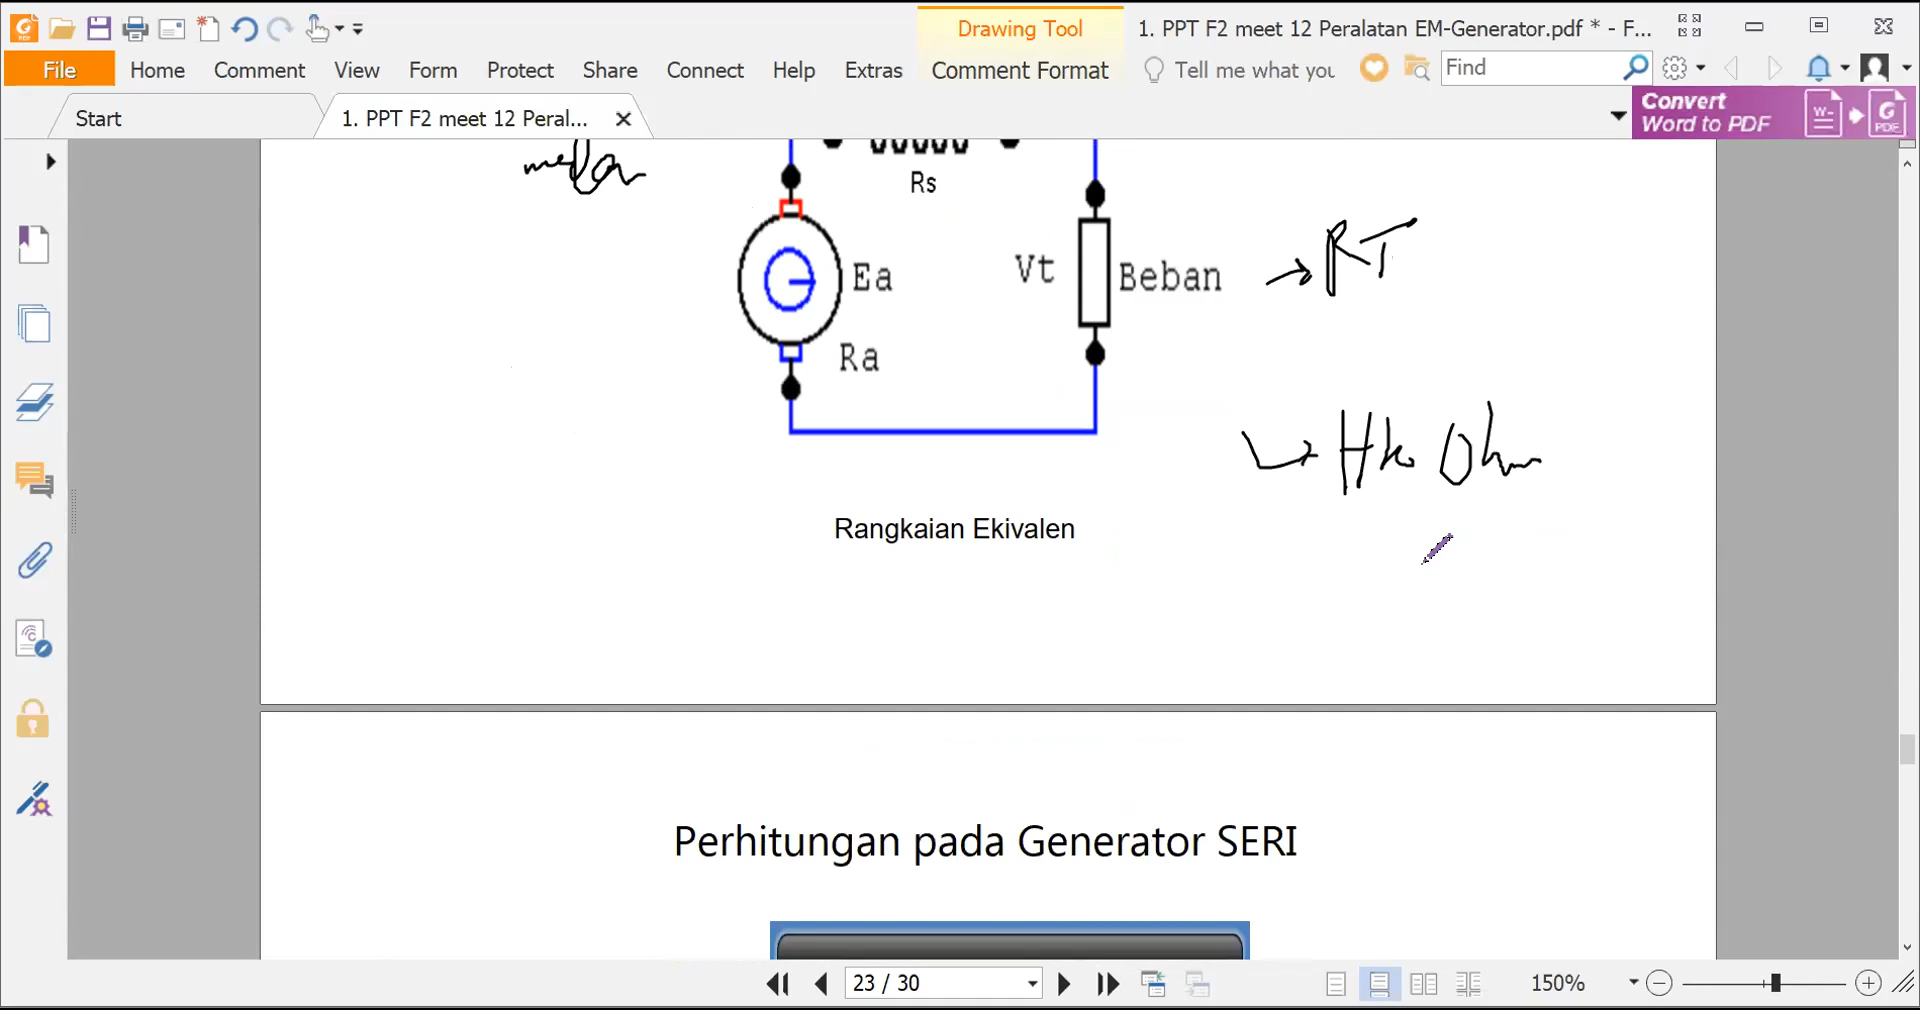 Drawing Tool
1. PPT F2 meet 12 Peralatan EM-Generator.pdf * - F...
File Home Comment View Form Protect Share Connect Help Extras Comment Format Tell me what you Find
Start
1. PPT F2 meet 12 Peral...
Convert
Word to PDF
Rs
Ea
Vt
Beban
RT
Ra
Ohm
Rangkaian Ekivalen
Perhitungan pada Generator SERI
23 / 30
150%